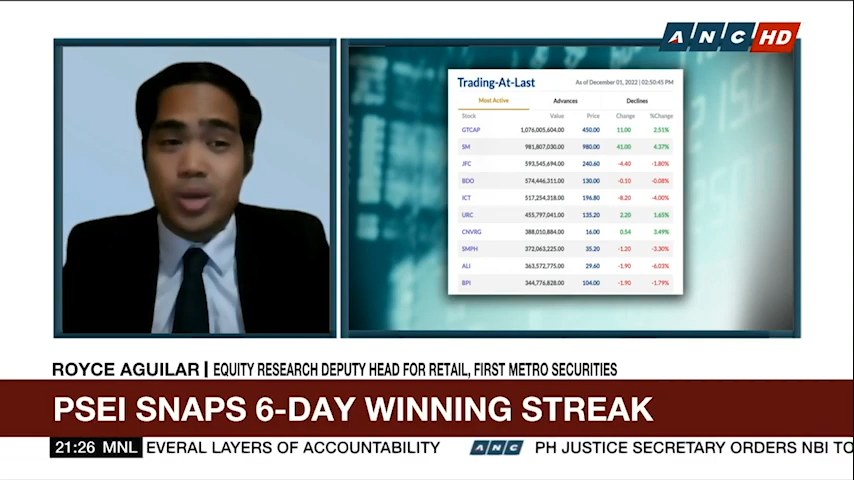 ANC HD
Trading-At-Last As of December 01, 2022 | 02:50:45 PM
Most Active Advances Declines
Stock Value Price Change %Change
GTCAP 1,076,005,604.00 450.00 11.00 2.51%
SM 981,807,030.00 980.00 41.00 4.37%
JFC 593,545,694.00 240.60 -4.40 -1.80%
BDO 574,446,311.00 130.00 -0.10 -0.08%
ICT 517,254,318.00 196.80 -8.20 -4.00%
URC 455,797,041.00 135.20 2.20 1.65%
CNVRG 388,010,884.00 16.00 0.54 3.49%
SMPH 372,063,225.00 35.20 -1.20 -3.30%
ALI 363,572,775.00 29.60 -1.90 -6.03%
BPI 344,776,828.00 104.00 -1.90 -1.79%
ROYCE AGUILAR | EQUITY RESEARCH DEPUTY HEAD FOR RETAIL, FIRST METRO SECURITIES
PSEI SNAPS 6-DAY WINNING STREAK
21:26 MNL EVERAL LAYERS OF ACCOUNTABILITY ANC PH JUSTICE SECRETARY ORDERS NBI TO